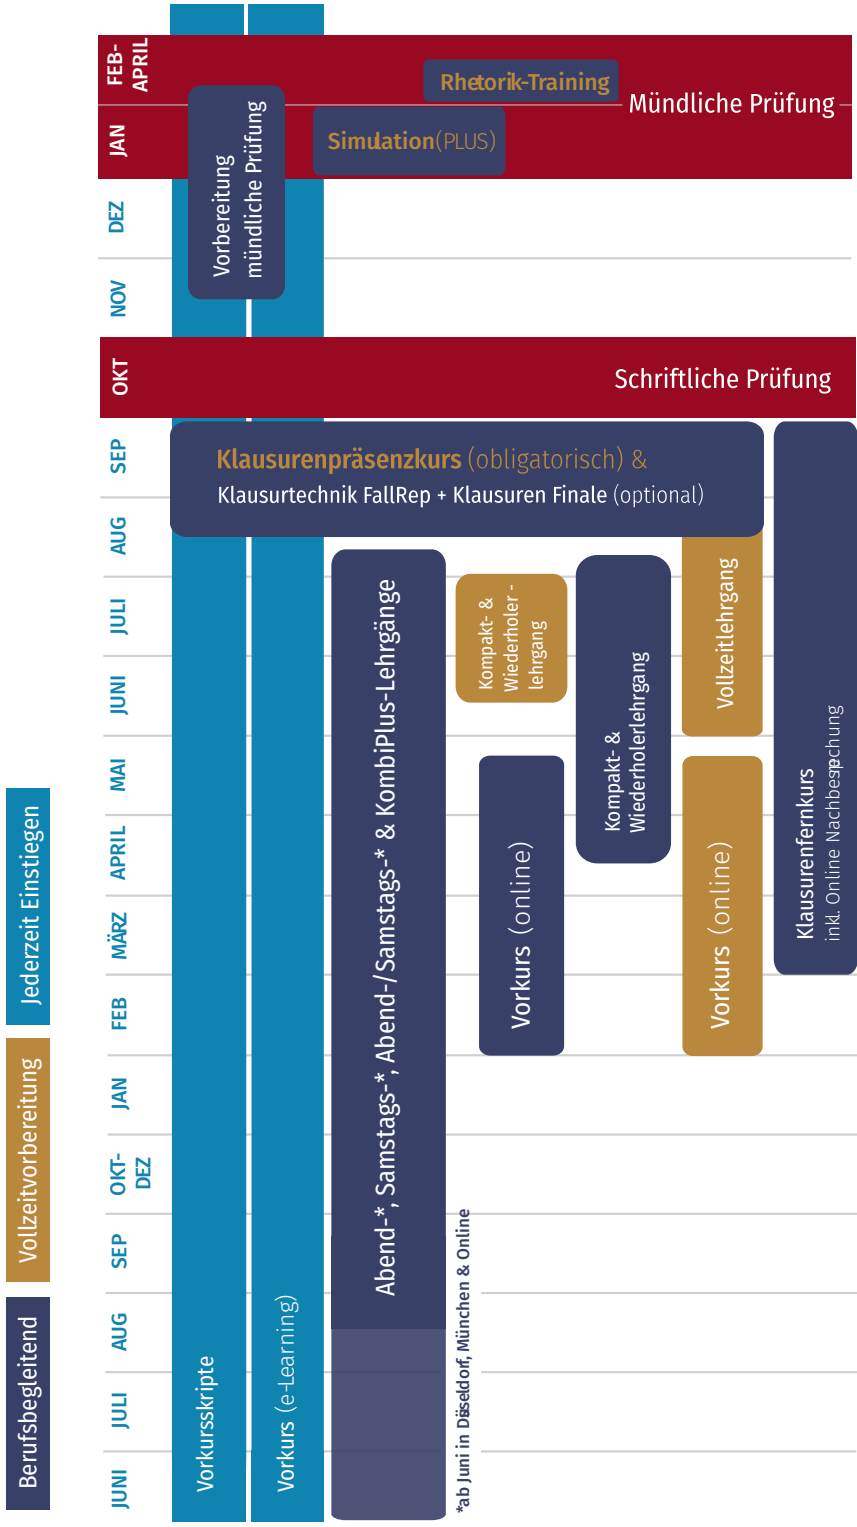 FEB-
APRIL
Rhetorik-Training
Mündliche Prüfung
JAN
Simulation(PLUS)
Vorbereitung
mündliche Prüfung
DEZ
NOV
OKT
Schriftliche Prüfung
SEP
Klausurenpräsenzkurs (obligatorisch) &
Klausurtechnik FallRep + Klausuren Finale (optional)
AUG
JULI
JUNI
MAI
APRIL
MÄRZ
FEB
JAN
OKT-
DEZ
SEP
AUG
JULI
JUNI
Vorkursskripte
Vorkurs (e-Learning)
Abend-*, Samstags-*, Abend-/Samstags-* & KombiPlus-Lehrgänge
*ab Juni in Düsseldorf, München & Online
Kompakt- &
Wiederholer -
lehrgang
Vorkurs (online)
Kompakt- &
Wiederholerlehrgang
Vollzeitlehrgang
Vorkurs (online)
Klausurenfernkurs
inkl. Online Nachbesprechung
Jederzeit Einstiegen
Vollzeitvorbereitung
Berufsbegleitend